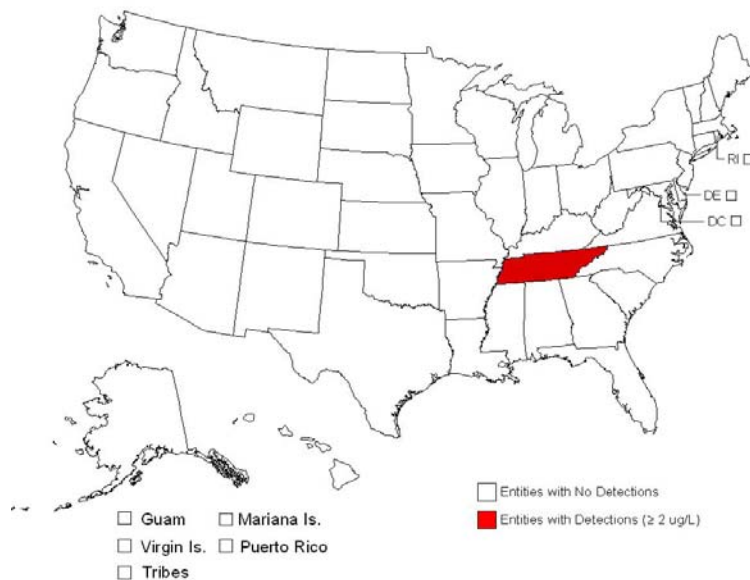 RI
DE
DC
Entities with No Detections
Entities with Detections (≥ 2 ug/L)
Guam
Mariana Is.
Virgin Is.
Puerto Rico
Tribes